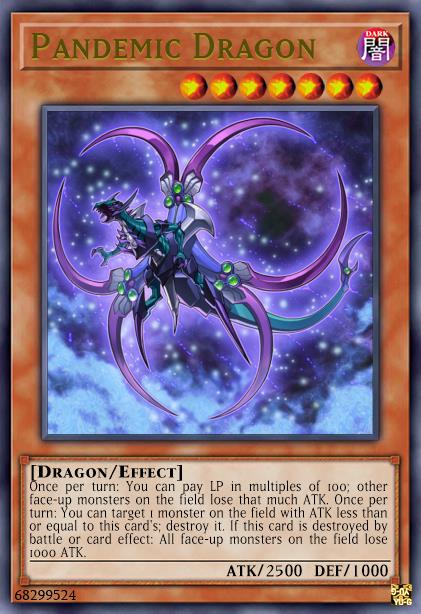 PANDEMIC DRAGON
DARK
闇
[DRAGON/EFFECT]
Once per turn: You can pay LP in multiples of 100; other
face-up monsters on the field lose that much ATK. Once per
turn: You can target 1 monster on the field with ATK less than
or equal to this card's; destroy it. If this card is destroyed by
battle or card effect: All face-up monsters on the field lose
1000 ATK.
ATK/2500 DEF/1000
68299524